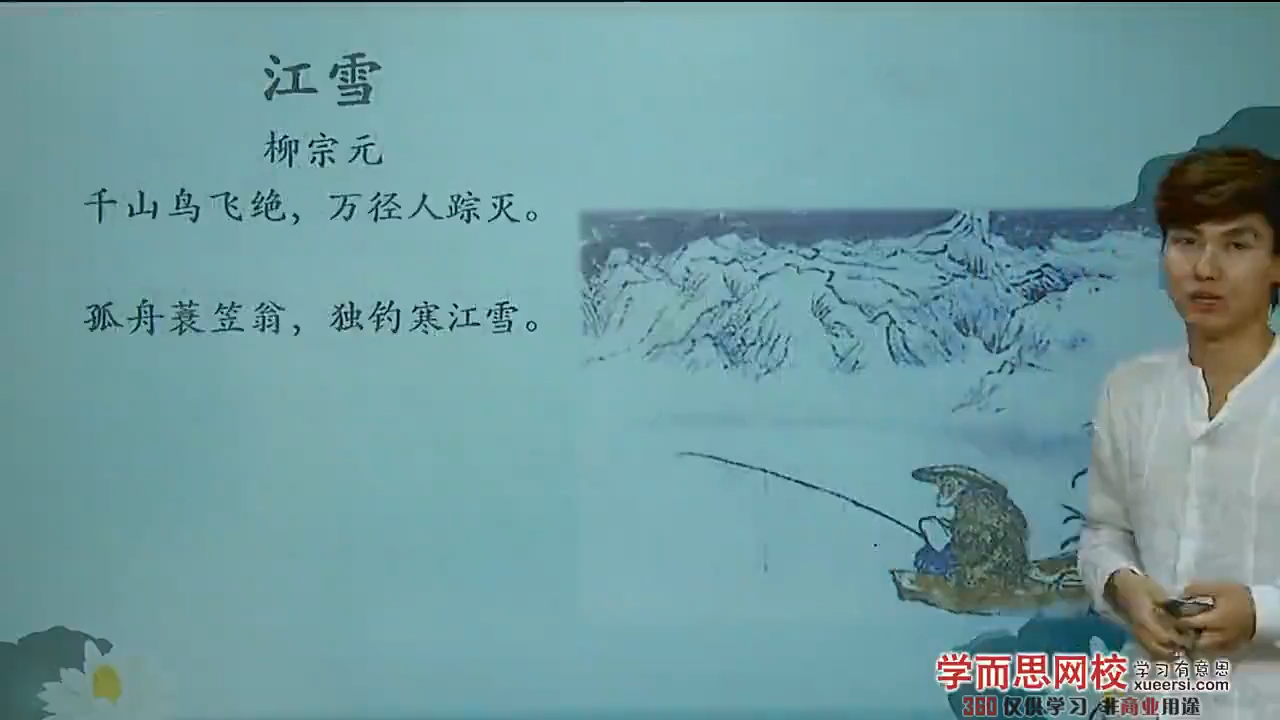 江雪
柳宗元
千山鸟飞绝，万径人踪灭。
孤舟蓑笠翁，独钓寒江雪。
学而思网校 学习有意思
xueersi.com
360 仅供学习 非商业用途